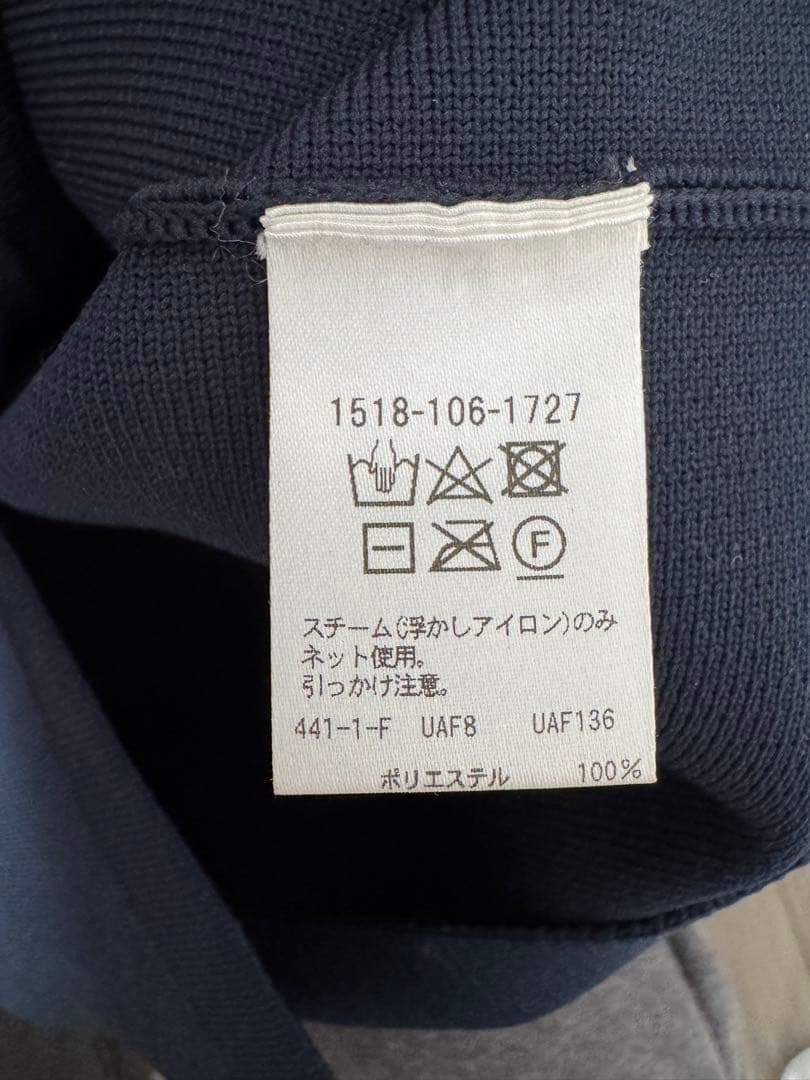 1518-106-1727
F
スチーム(浮かしアイロン)のみ
ネット使用。
引っかけ注意。
441-1-F UAF8 UAF136
ポリエステル 100%